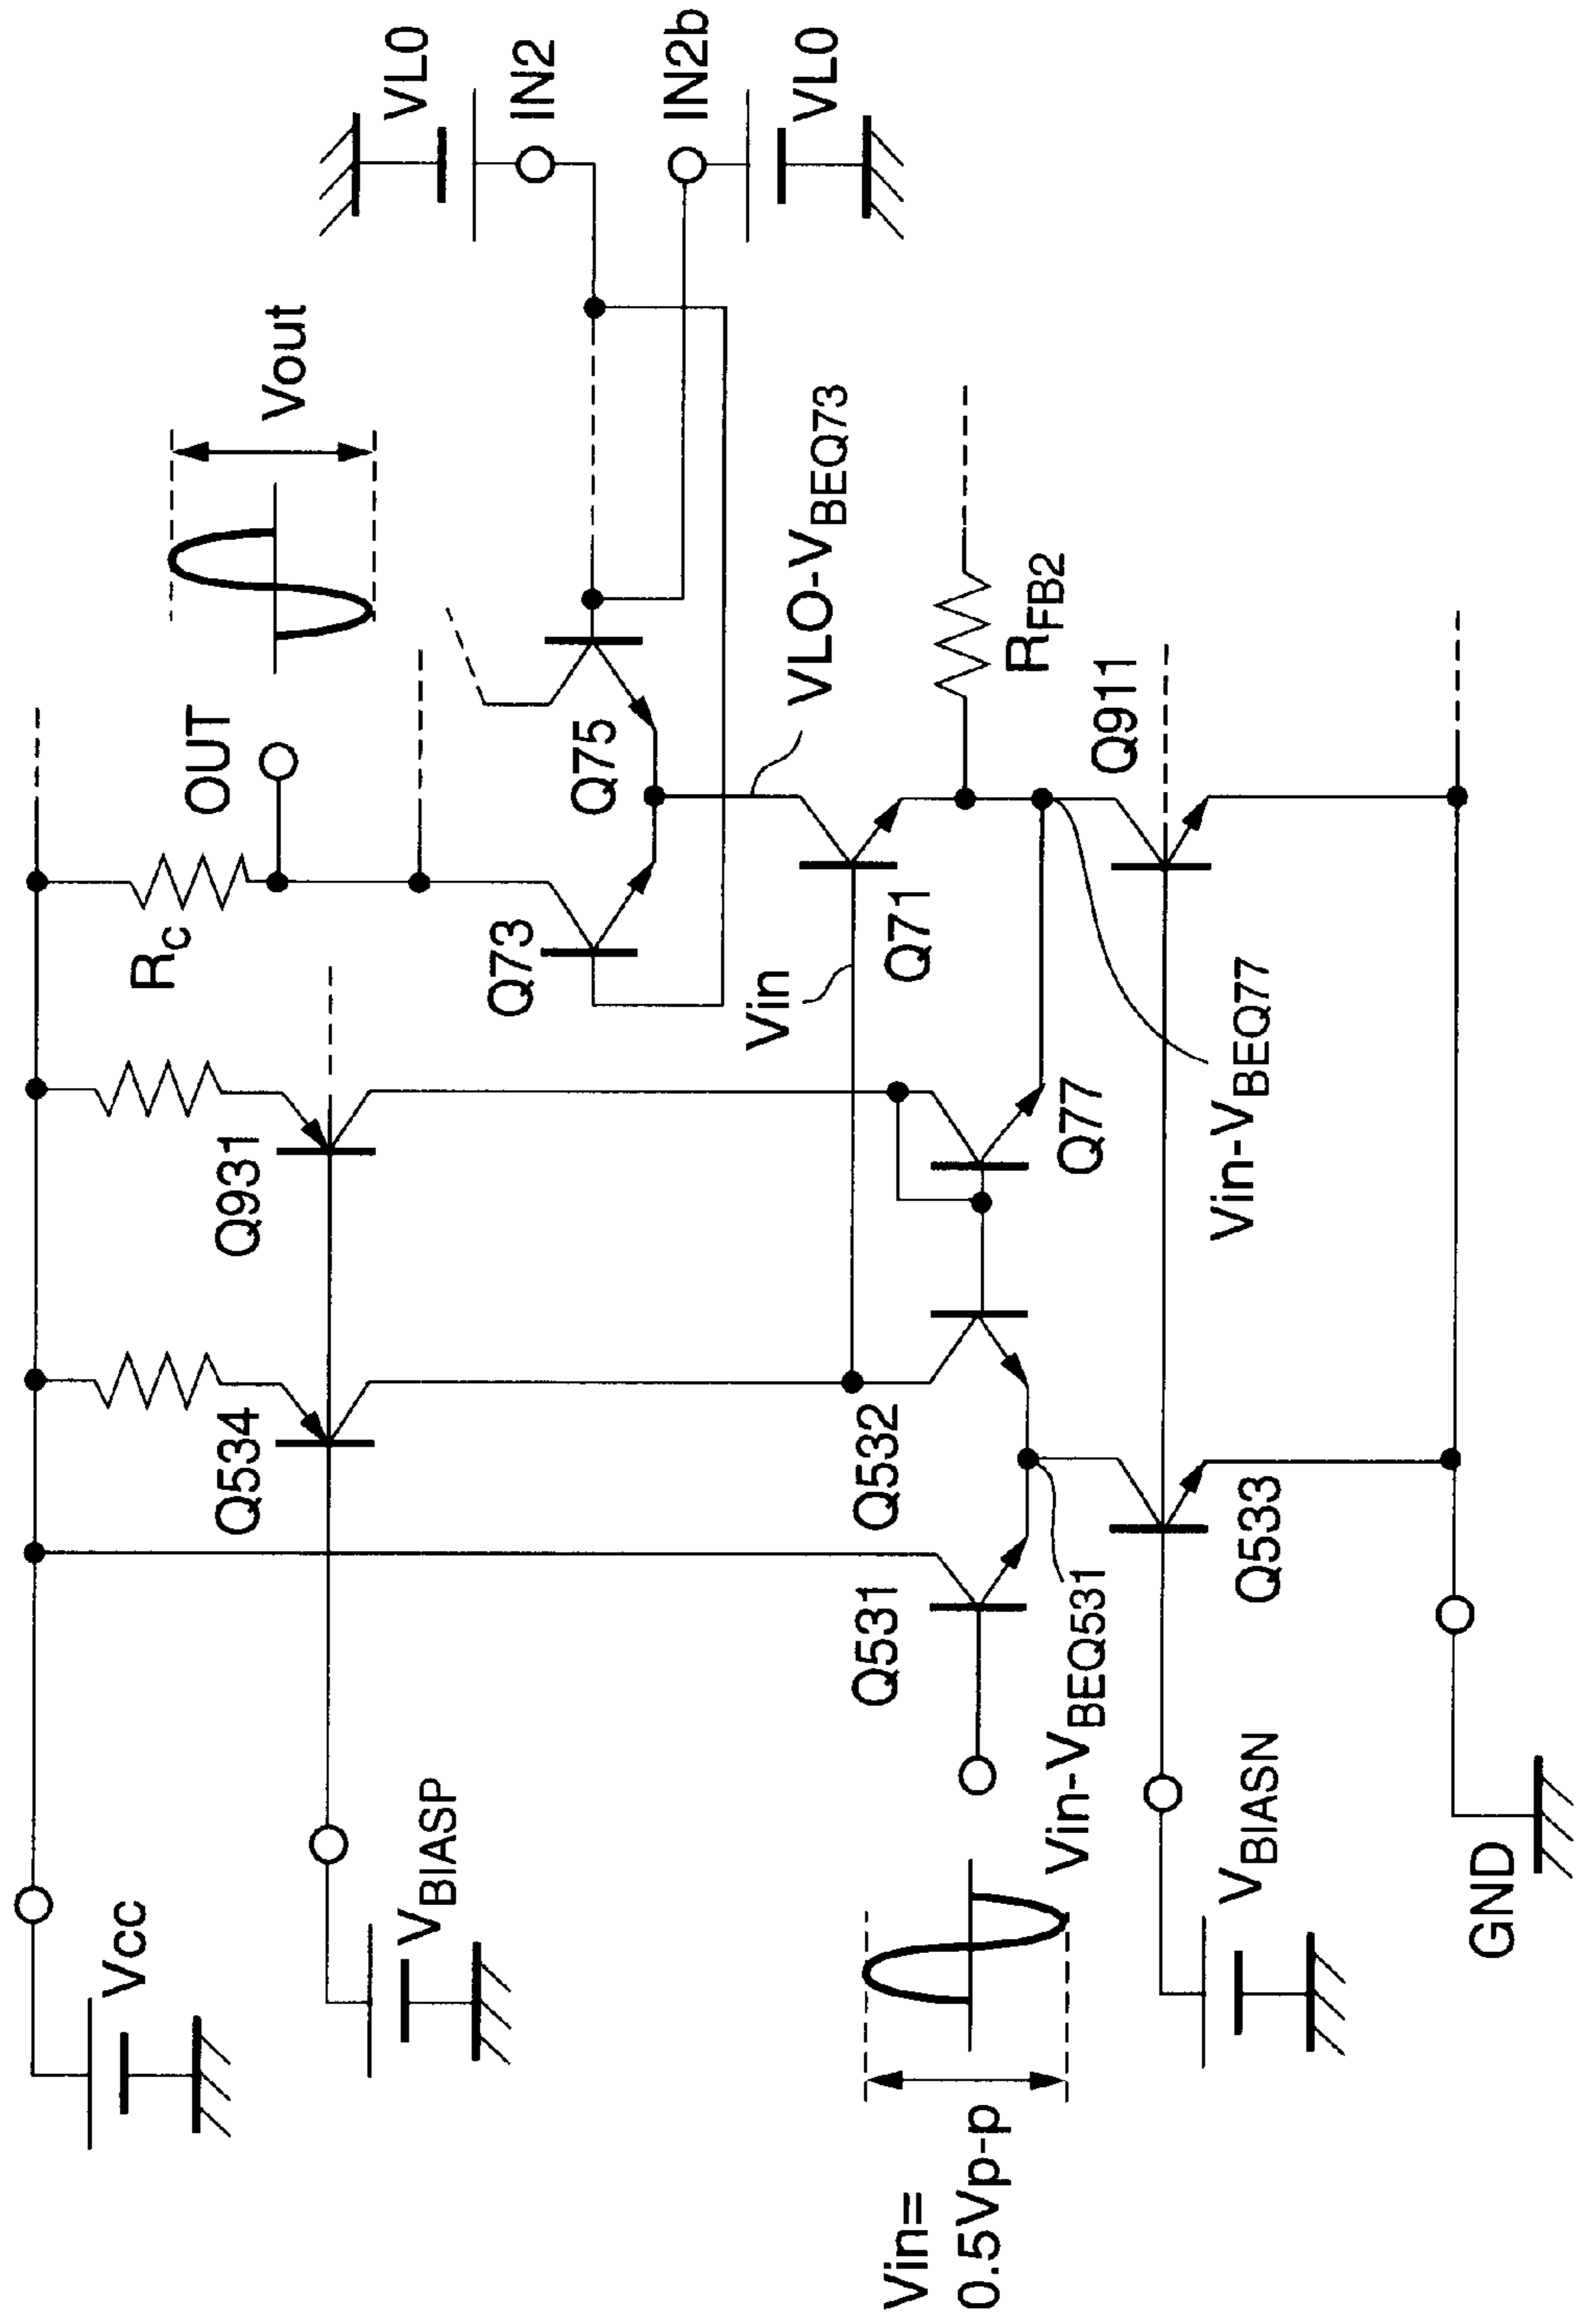 Vcc
VBIASP
Vin=
0.5Vp-p
Q534
Q931
RC
OUT
Vout
VL0
IN2
IN2b
VL0
Q73
Q75
Vin
Q71
VLO-VBEQ73
Q531
Q532
Q77
RFB2
Vin-VBEQ531
VBIASN
Q533
Vin-VBEQ77
Q911
GND